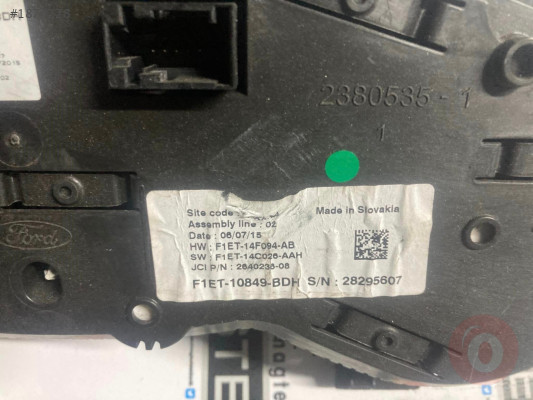 2380535-1
1
Site code
Made in Slovakia
Assembly line : 02
Date : 06/07/15
HW : F1ET-14F094-AB
SW : F1ET-14C026-AAH
JCI P/N : 2640238-08
F1ET-10849-BDH S/N : 28295607
Ford